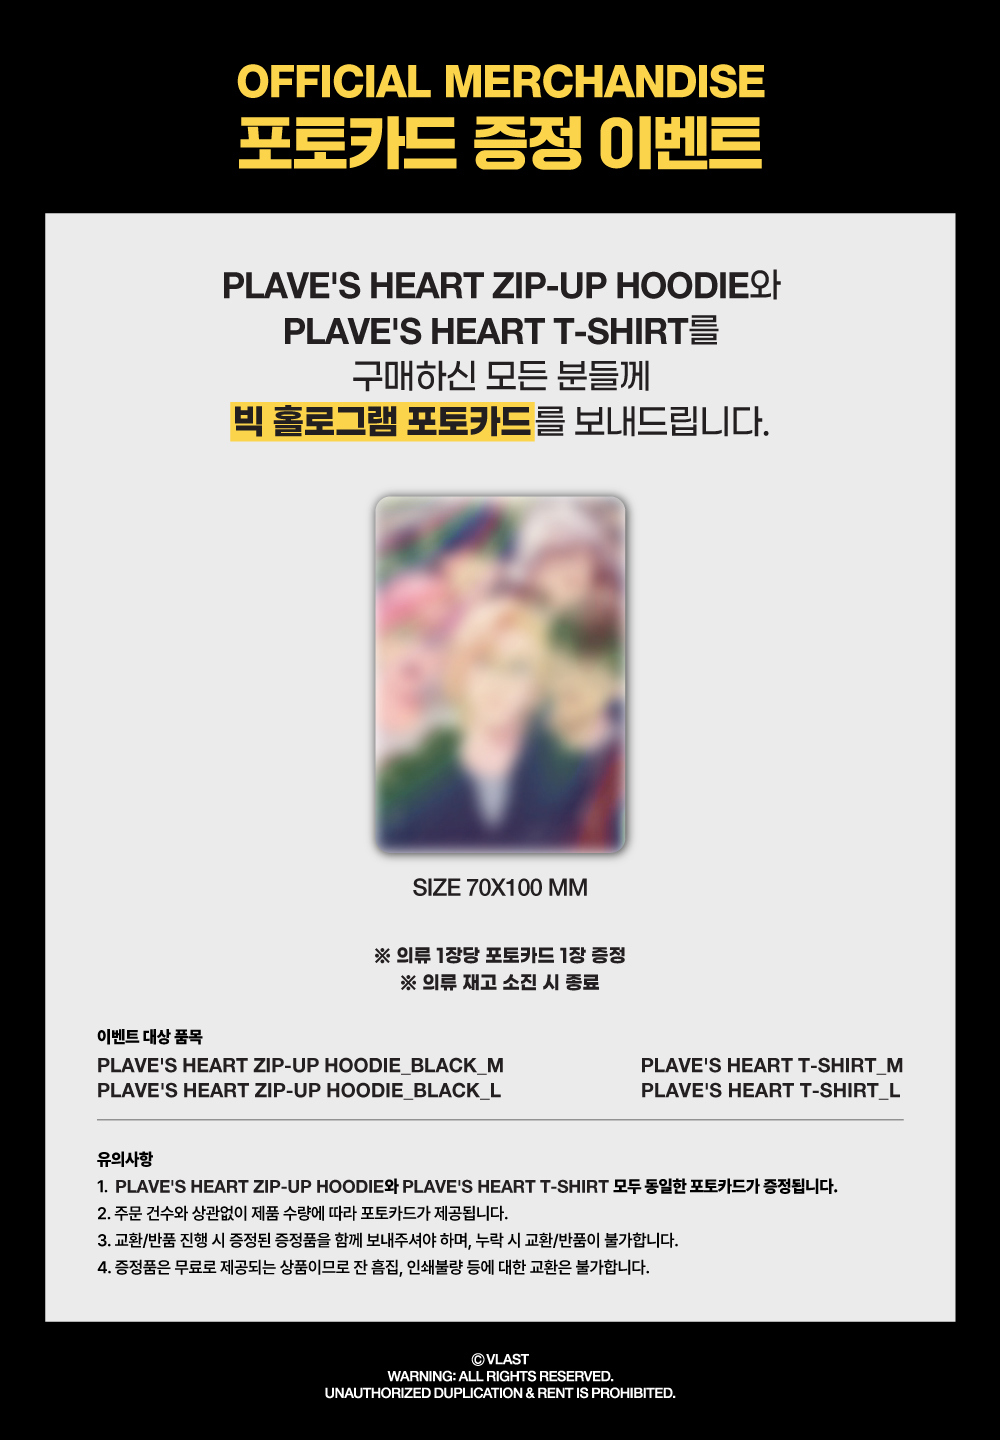 OFFICIAL MERCHANDISE
포토카드 증정 이벤트
PLAVE'S HEART ZIP-UP HOODIE와
PLAVE'S HEART T-SHIRT를
구매하신 모든 분들께
빅 홀로그램 포토카드를 보내드립니다.
SIZE 70X100 MM
※ 의류 1장당 포토카드 1장 증정
※ 의류 재고 소진 시 종료
이벤트 대상 품목
PLAVE'S HEART ZIP-UP HOODIE_BLACK_M
PLAVE'S HEART ZIP-UP HOODIE_BLACK_L
PLAVE'S HEART T-SHIRT_M
PLAVE'S HEART T-SHIRT_L
유의사항
1. PLAVE'S HEART ZIP-UP HOODIE와 PLAVE'S HEART T-SHIRT 모두 동일한 포토카드가 증정됩니다.
2. 주문 건수와 상관없이 제품 수량에 따라 포토카드가 제공됩니다.
3. 교환/반품 진행 시 증정된 증정품을 함께 보내주셔야 하며, 누락 시 교환/반품이 불가합니다.
4. 증정품은 무료로 제공되는 상품이므로 잔 흠집, 인쇄불량 등에 대한 교환은 불가합니다.
©VLAST
WARNING: ALL RIGHTS RESERVED.
UNAUTHORIZED DUPLICATION & RENT IS PROHIBITED.